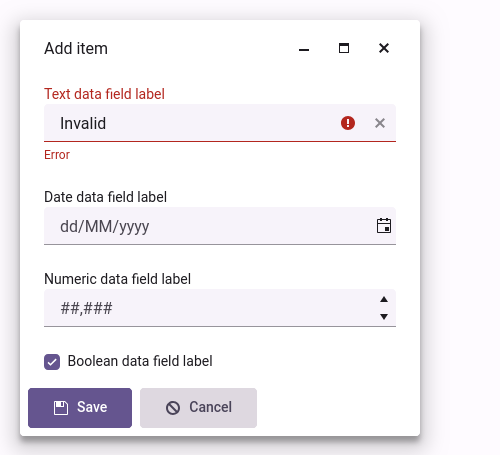 Add item
Text data field label
Invalid
Error
Date data field label
dd/MM/yyyy
Numeric data field label
##,###
Boolean data field label
Save Cancel